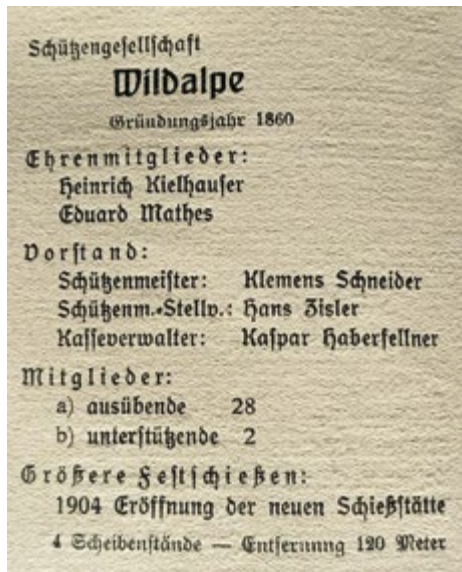 Schützengesellschaft
Wildalpe
Gründungsjahr 1860
Ehrenmitglieder:
Heinrich Kielhauser
Eduard Mathes
Vorstand:
Schützenmeister: Klemens Schneider
Schützenm.-Stellv.: Hans Zisler
Kasseverwalter: Kaspar Haberfellner
Mitglieder:
a) ausübende 28
b) unterstützende 2
Größere Festschießen:
1904 Eröffnung der neuen Schießstätte
4 Scheibenstände — Entfernung 120 Meter